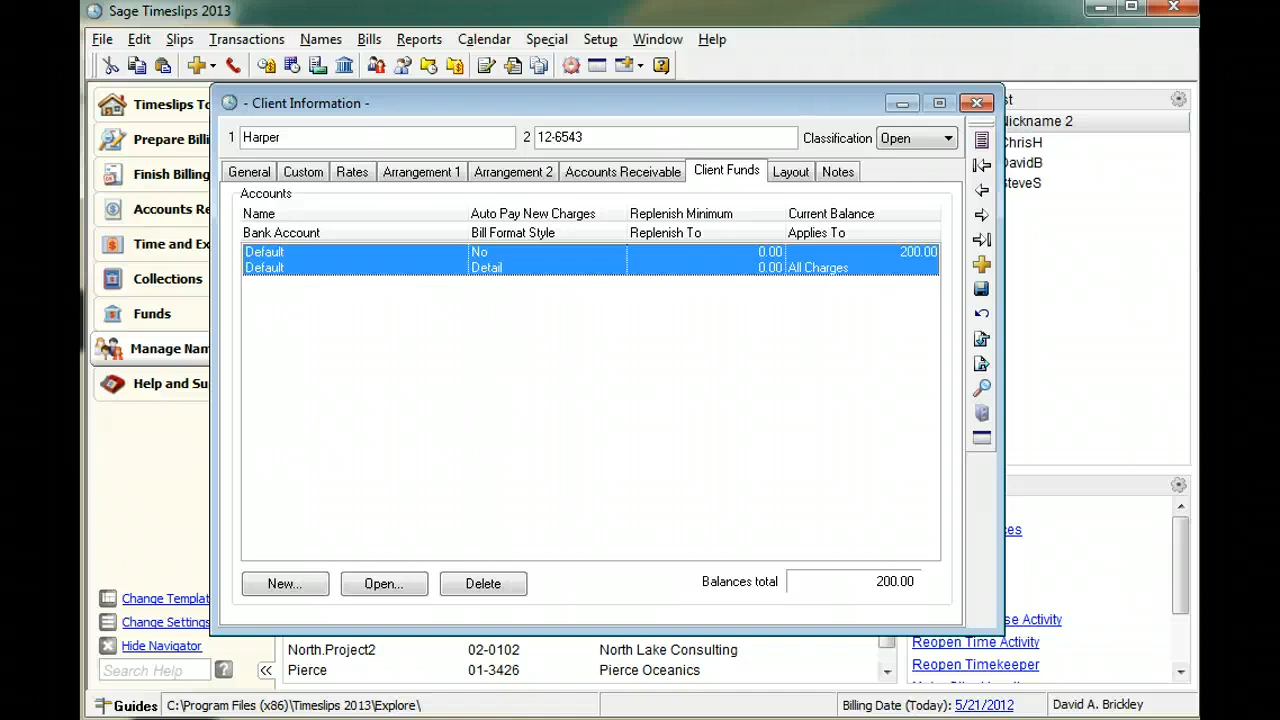 Sage Timeslips 2013
File Edit Slips Transactions Names Bills Reports Calendar Special Setup Window Help
Timeslips To
Prepare Billi
Finish Billing
Accounts Re
Time and Ex
Collections
Funds
Manage Nam
Help and Su
Change Templat
Change Settings
Hide Navigator
Search Help
- Client Information -
1 Harper 2 12-6543 Classification Open
General Custom Rates Arrangement 1 Arrangement 2 Accounts Receivable Client Funds Layout Notes
Accounts
Name Auto Pay New Charges Replenish Minimum Current Balance
Bank Account Bill Format Style Replenish To Applies To
Default No 0.00 200.00
Default Detail 0.00 All Charges
New... Open... Delete Balances total 200.00
st
Nickname 2
ChrisH
DavidB
SteveS
ces
se Activity
Reopen Time Activity
Reopen Timekeeper
North.Project2 02-0102 North Lake Consulting
Pierce 01-3426 Pierce Oceanics
Guides C:\Program Files (x86)\Timeslips 2013\Explore\ Billing Date (Today): 5/21/2012 David A. Brickley